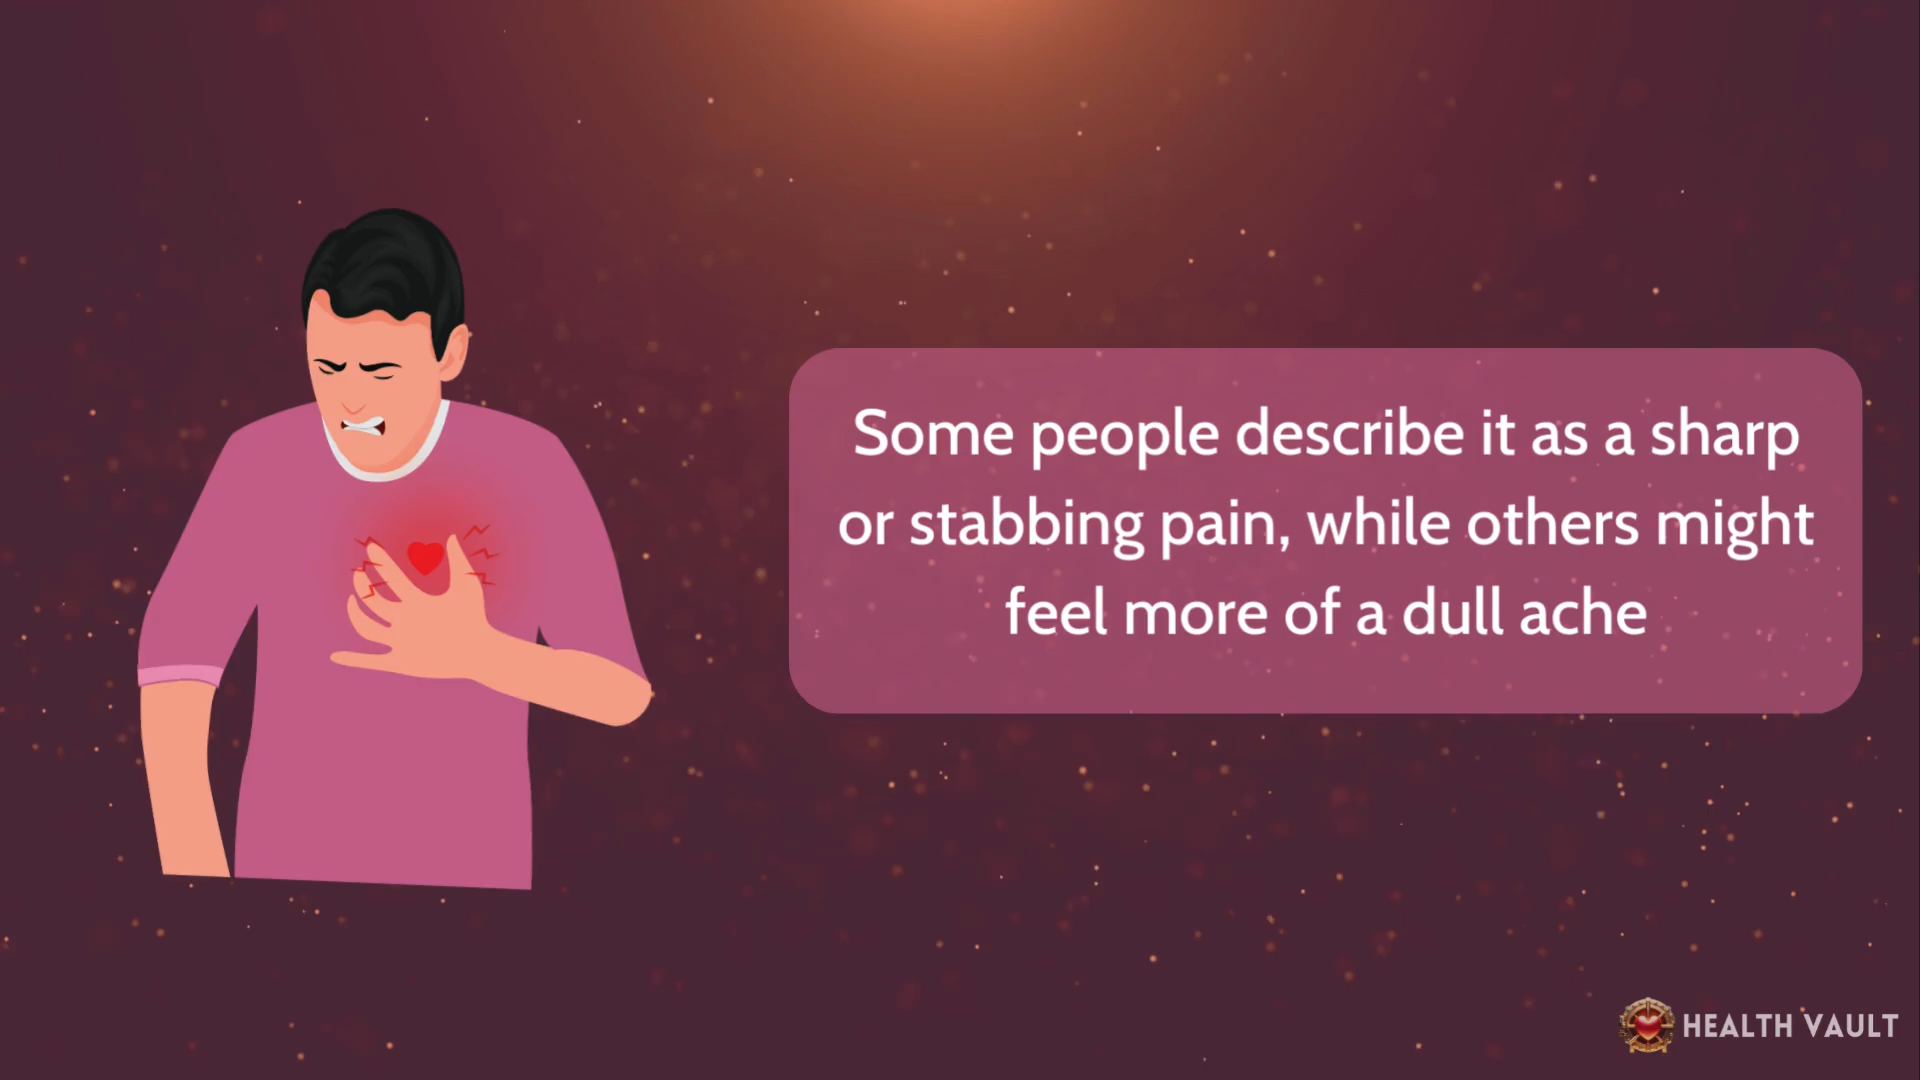 Some people describe it as a sharp
or stabbing pain, while others might
feel more of a dull ache
HEALTH VAULT